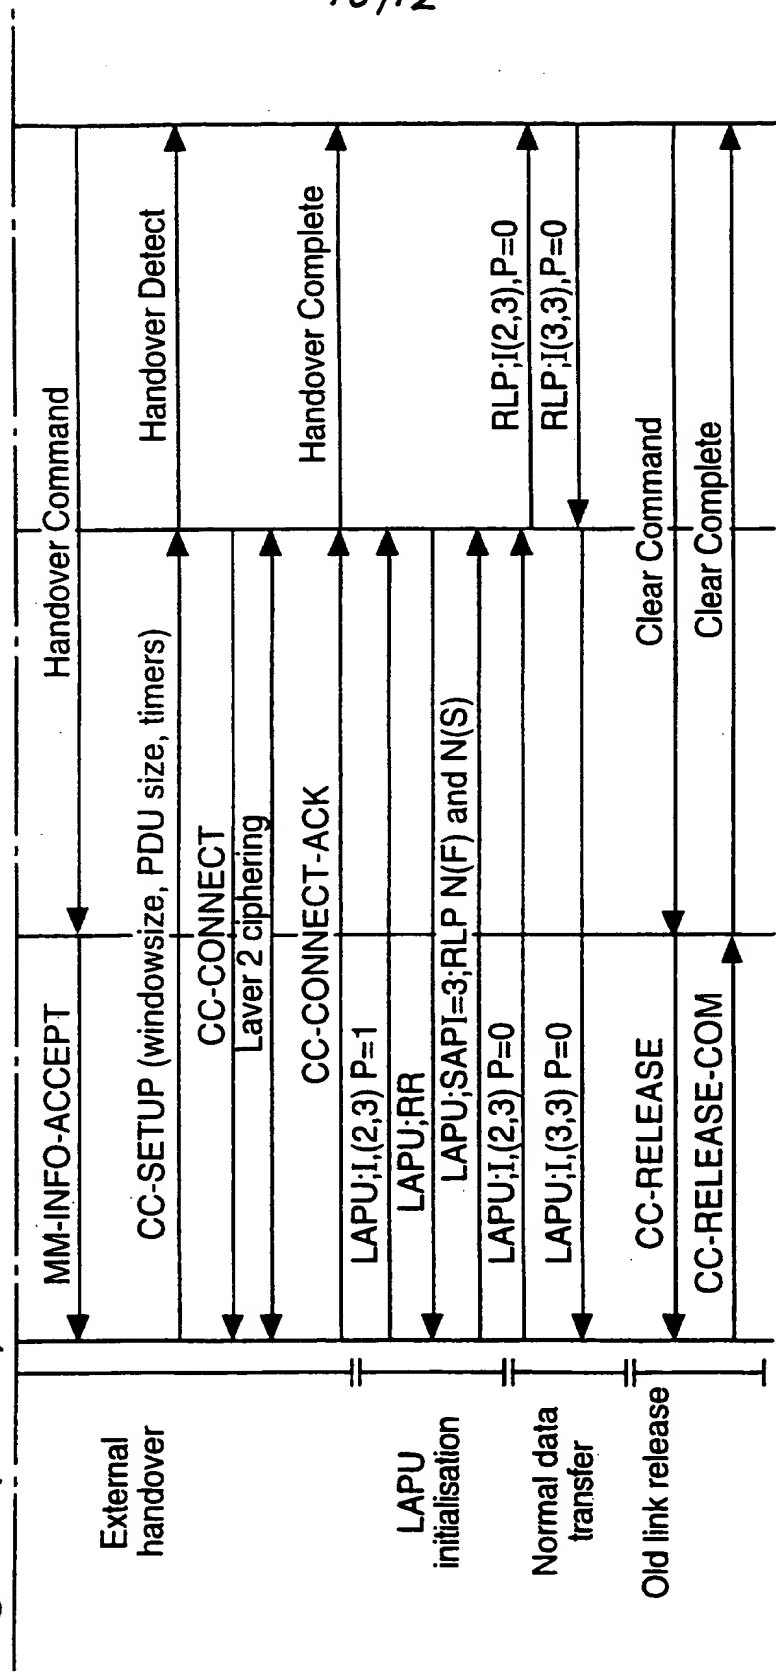 External
handover
LAPU
initialisation
Normal data
transfer
Old link release
MM-INFO-ACCEPT
Handover Command
CC-SETUP (windowsize, PDU size, timers)
Handover Detect
CC-CONNECT
Layer 2 ciphering
CC-CONNECT-ACK
Handover Complete
LAPU;I,(2,3) P=1
LAPU;RR
LAPU;SAPI=3;RLP N(F) and N(S)
LAPU;I,(2,3) P=0
RLP;I(2,3),P=0
LAPU;I,(3,3) P=0
RLP;I(3,3),P=0
CC-RELEASE
Clear Command
CC-RELEASE-COM
Clear Complete